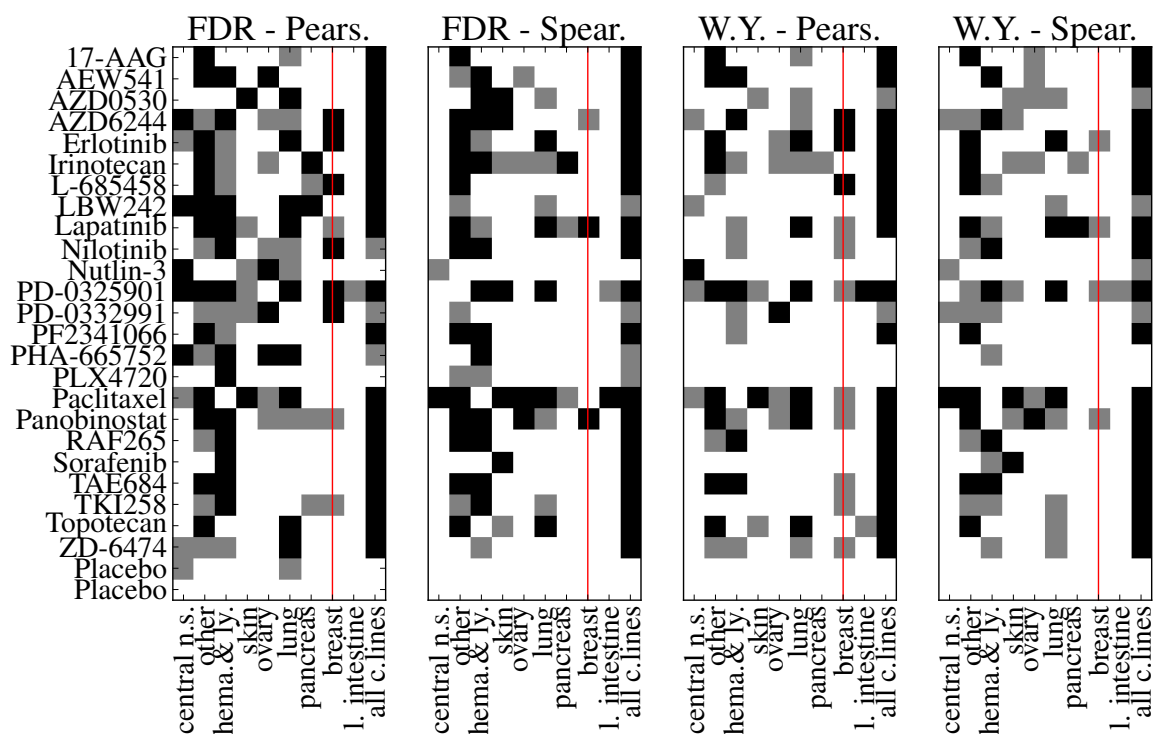 FDR - Pears.
FDR - Spear.
W.Y. - Pears.
W.Y. - Spear.
17-AAG
AEW541
AZD0530
AZD6244
Erlotinib
Irinotecan
L-685458
LBW242
Lapatinib
Nilotinib
Nutlin-3
PD-0325901
PD-0332991
PF2341066
PHA-665752
PLX4720
Paclitaxel
Panobinostat
RAF265
Sorafenib
TAE684
TKI258
Topotecan
ZD-6474
Placebo
Placebo
central n.s.
other
hema.& ly.
skin
ovary
lung
pancreas
breast
l. intestine
all c.lines
central n.s.
other
hema.& ly.
skin
ovary
lung
pancreas
breast
l. intestine
all c.lines
central n.s.
other
hema.& ly.
skin
ovary
lung
pancreas
breast
l. intestine
all c.lines
central n.s.
other
hema.& ly.
skin
ovary
lung
pancreas
breast
l. intestine
all c.lines